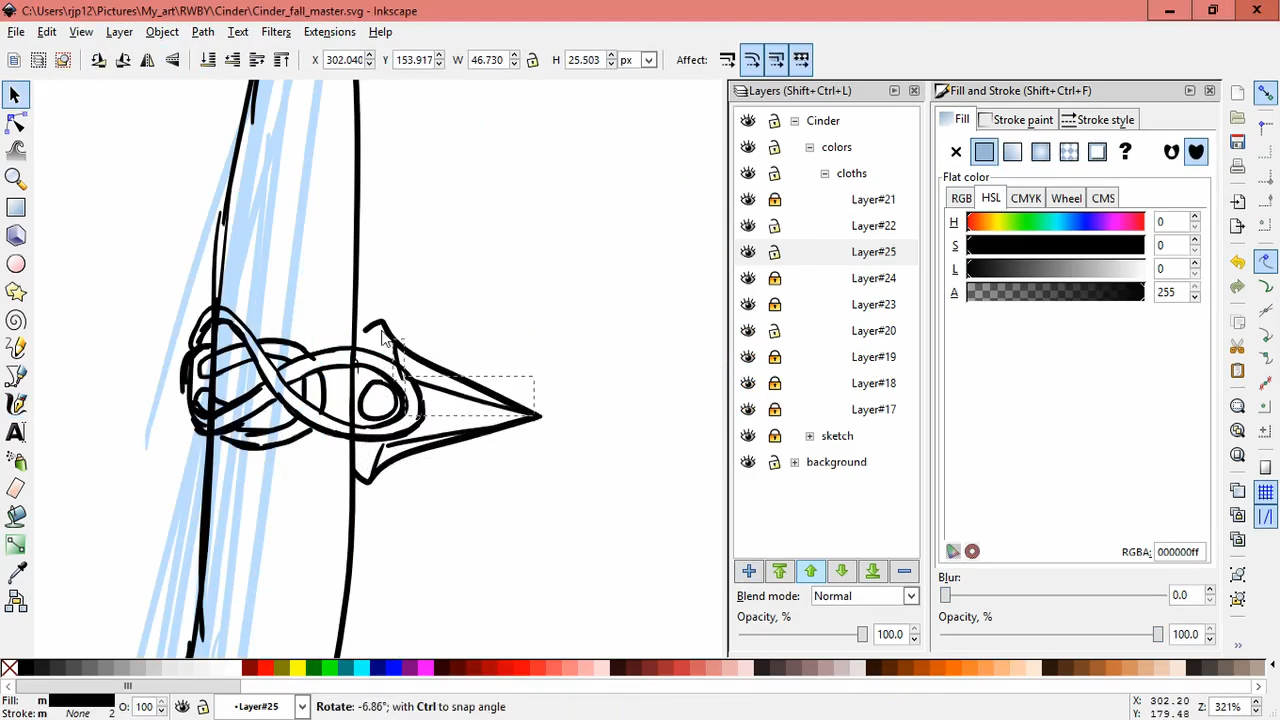 C:\Users\rjp12\Pictures\My_art\RWBY\Cinder\Cinder_fall_master.svg - Inkscape
File Edit View Layer Object Path Text Filters Extensions Help
X 302.040 Y 153.917 W 46.730 H 25.503 px Affect:
Layers (Shift+Ctrl+L)
Fill and Stroke (Shift+Ctrl+F)
Cinder
colors
cloths
Layer#21
Layer#22
Layer#25
Layer#24
Layer#23
Layer#20
Layer#19
Layer#18
Layer#17
sketch
background
Blend mode: Normal
Opacity, %
100.0
Fill Stroke paint Stroke style
?
Flat color
RGB HSL CMYK Wheel CMS
H 0
S 0
L 0
A 255
RGBA: 000000ff
Blur:
0.0
Opacity, %
100.0
Fill: m O: 100 •Layer#25 Rotate: -6.86°; with Ctrl to snap angle X: 302.20 Z: 321%
Stroke: m None 2 Y: 179.48